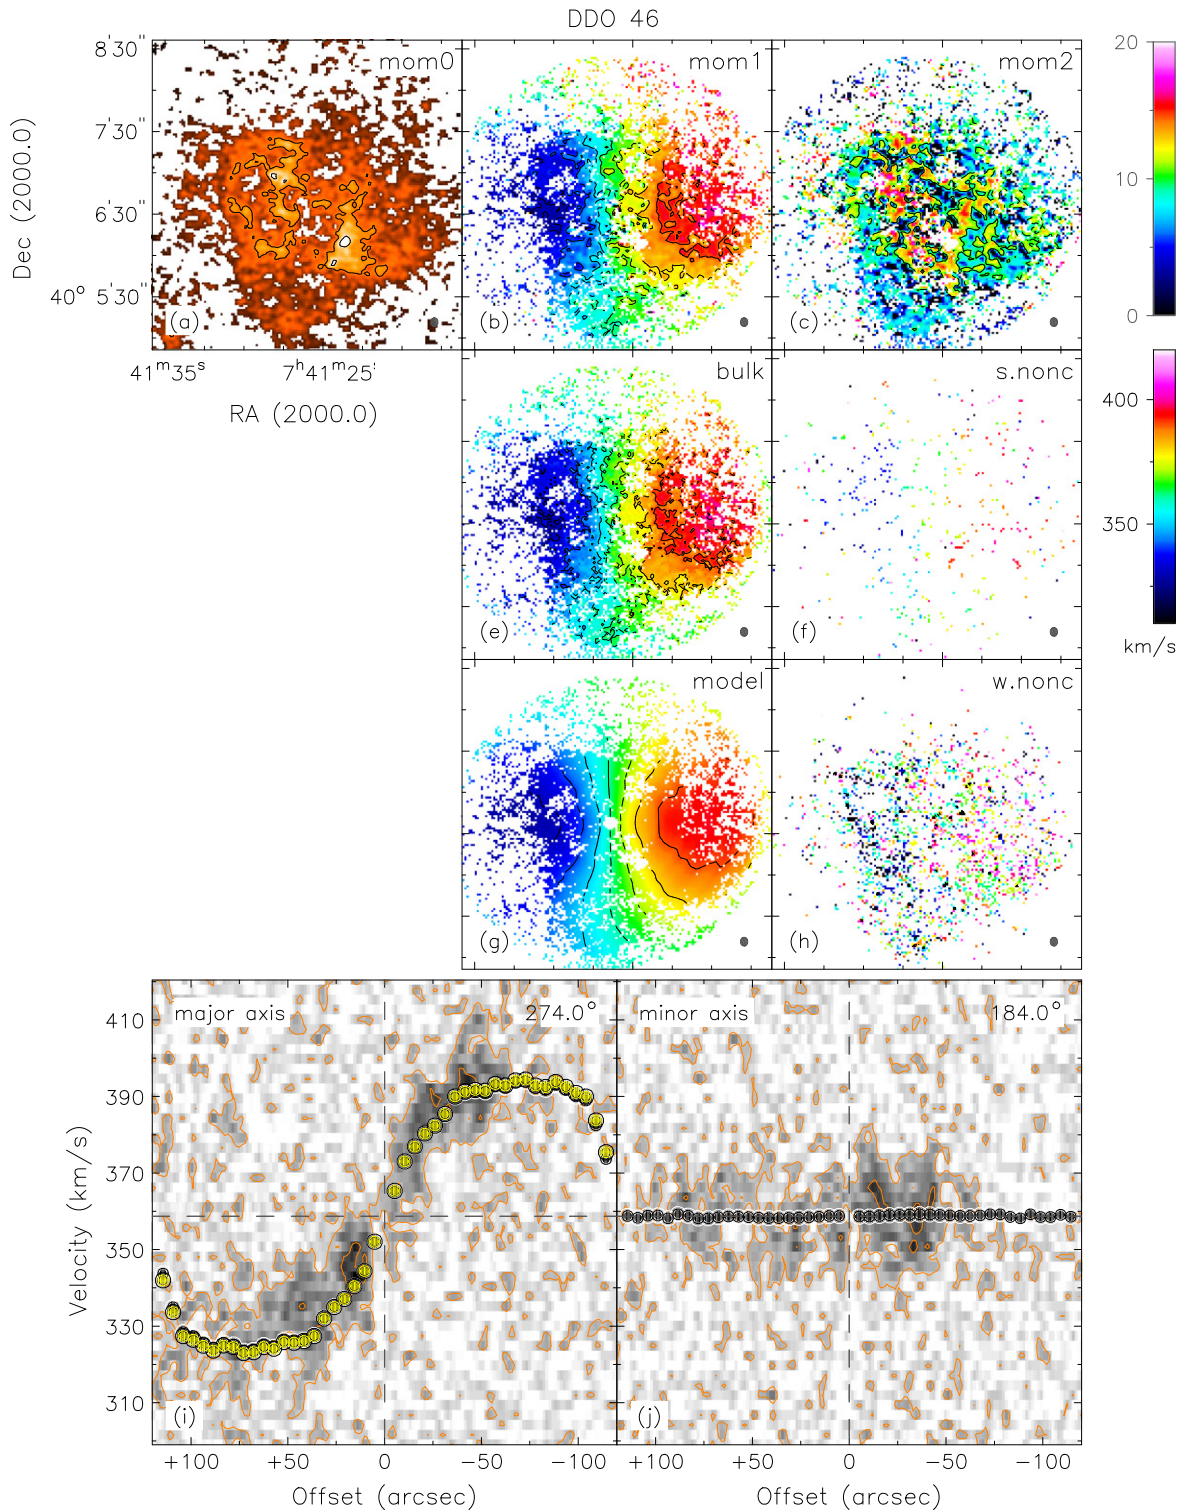 DDO 46
mom0
mom1
mom2
8'30"
7'30"
6'30"
40° 5'30"
Dec (2000.0)
(a)
(b)
(c)
41ᵐ35ˢ
7ʰ41ᵐ25ˢ
RA (2000.0)
20
10
0
bulk
s.nonc
(e)
(f)
400
350
km/s
model
w.nonc
(g)
(h)
major axis
274.0°
minor axis
184.0°
410
390
370
350
330
310
Velocity (km/s)
(i)
(j)
+100
+50
0
−50
−100
+100
+50
0
−50
−100
Offset (arcsec)
Offset (arcsec)